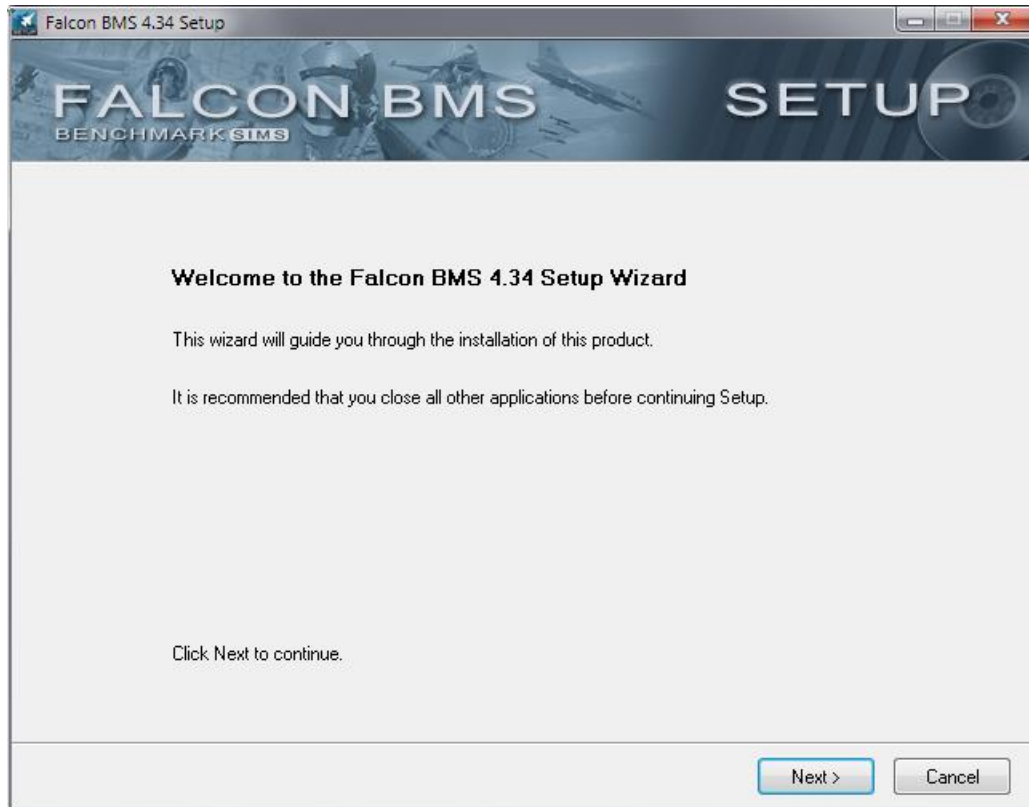 Falcon BMS 4.34 Setup
FALCON BMS
SETUP
BENCHMARK SIMS
Welcome to the Falcon BMS 4.34 Setup Wizard
This wizard will guide you through the installation of this product.
It is recommended that you close all other applications before continuing Setup.
Click Next to continue.
Next >
Cancel